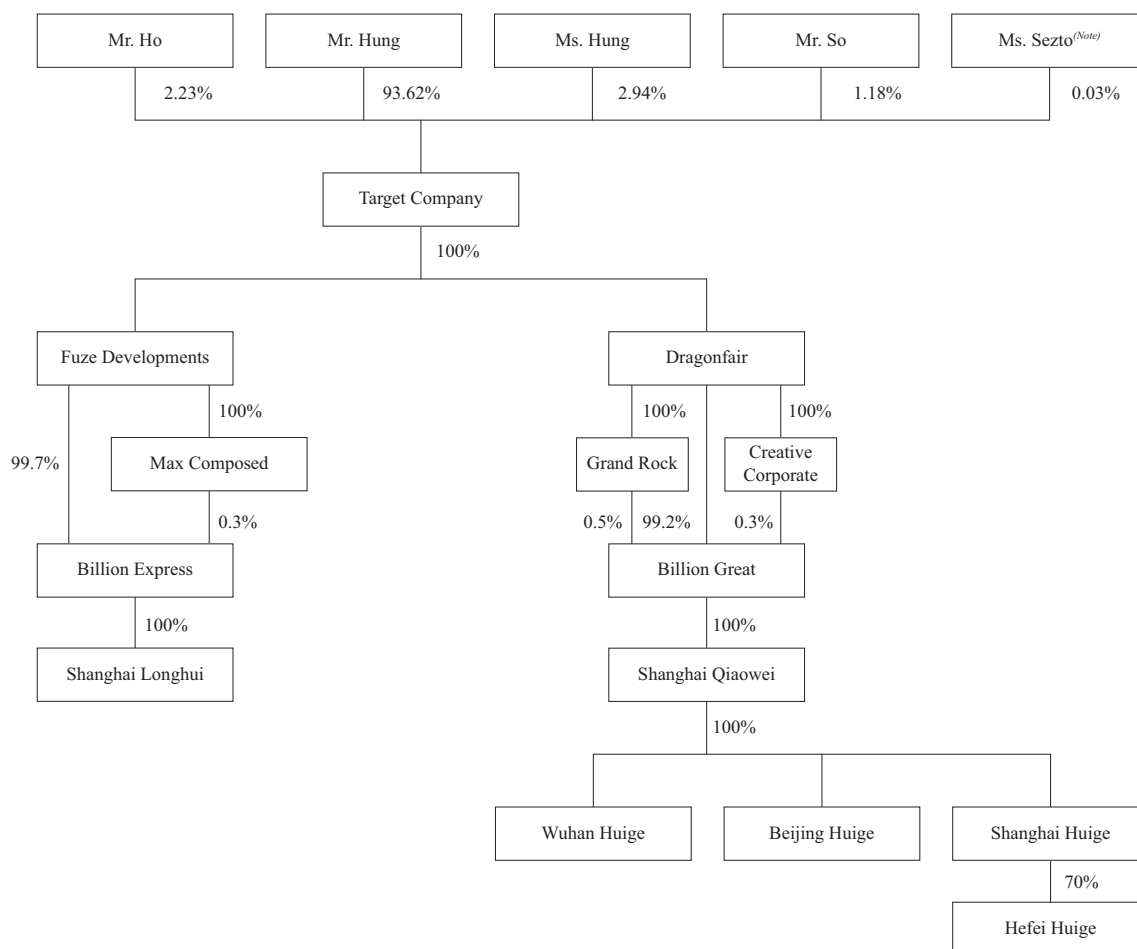 Mr. Ho
Mr. Hung
Ms. Hung
Mr. So
Ms. Sezto(Note)
2.23%
93.62%
2.94%
1.18%
0.03%
Target Company
100%
Fuze Developments
Dragonfair
100%
100%
100%
99.7%
Max Composed
Grand Rock
Creative
Corporate
0.3%
0.5%
99.2%
0.3%
Billion Express
Billion Great
100%
100%
Shanghai Longhui
Shanghai Qiaowei
100%
Wuhan Huige
Beijing Huige
Shanghai Huige
70%
Hefei Huige